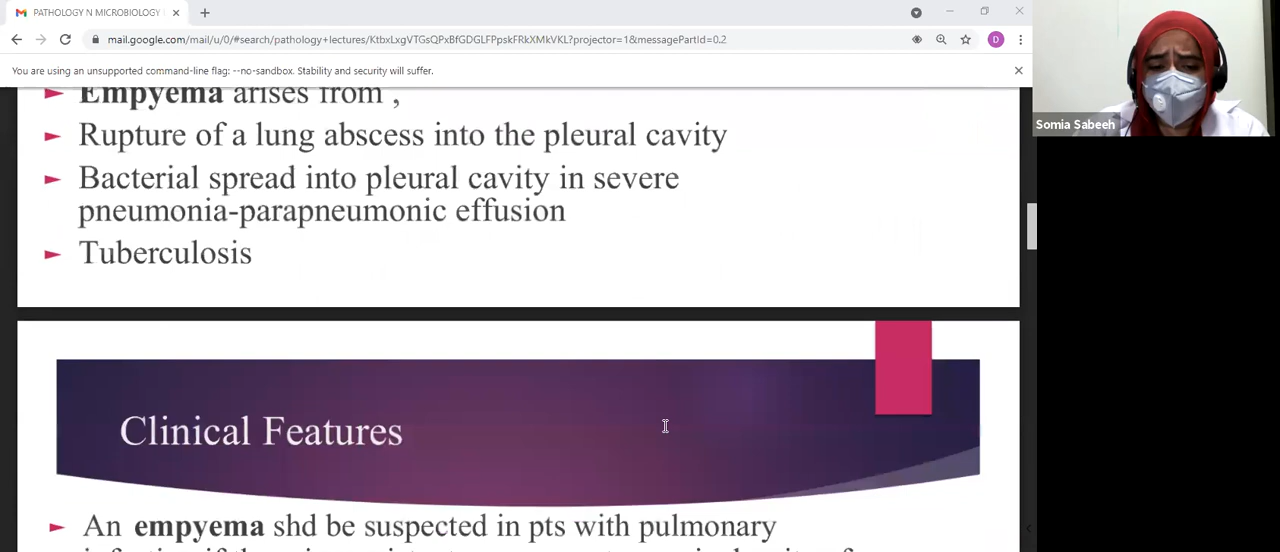 PATHOLOGY N MICROBIOLOGY
mail.google.com/mail/u/0/#search/pathology+lectures/KtbxLxgVTGsQPxBfGDGLFPpskFRkXMkVKL?projector=1&messagePartId=0.2
D
You are using an unsupported command-line flag: --no-sandbox. Stability and security will suffer.
Somia Sabeeh
Empyema arises from ,
Rupture of a lung abscess into the pleural cavity
Bacterial spread into pleural cavity in severe
pneumonia-parapneumonic effusion
Tuberculosis
Clinical Features
An empyema shd be suspected in pts with pulmonary